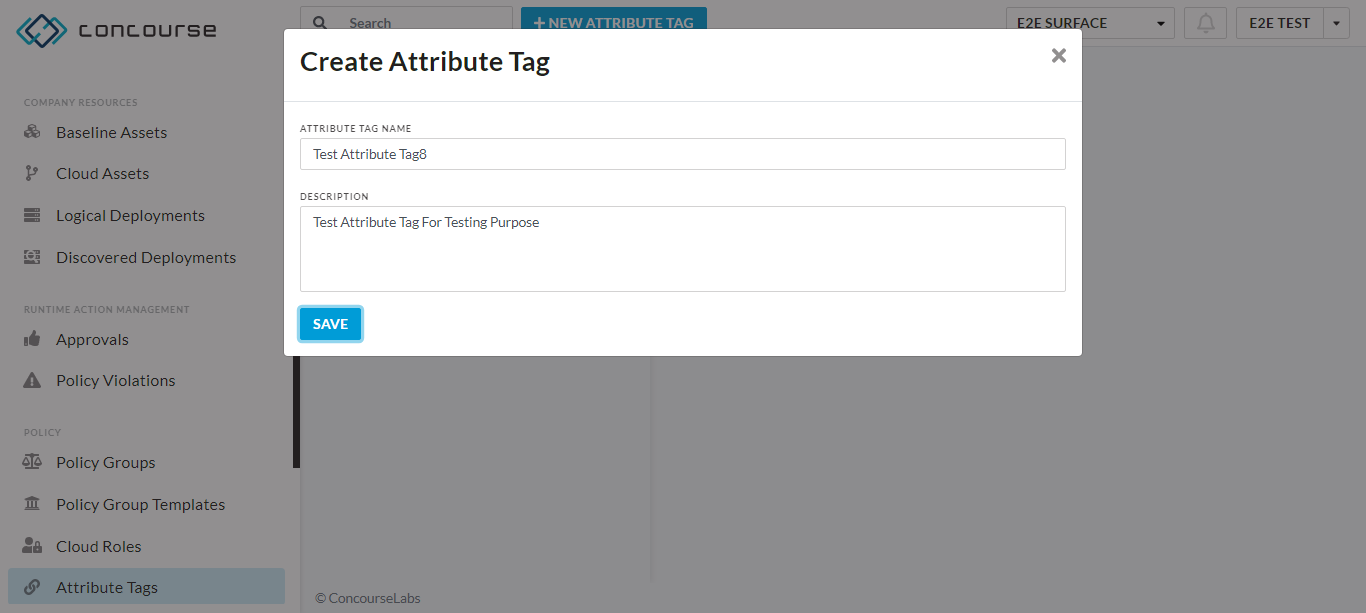 concourse
Search
+ NEW ATTRIBUTE TAG
E2E SURFACE
E2E TEST
COMPANY RESOURCES
Baseline Assets
Cloud Assets
Logical Deployments
Discovered Deployments
RUNTIME ACTION MANAGEMENT
Approvals
Policy Violations
POLICY
Policy Groups
Policy Group Templates
Cloud Roles
Attribute Tags
Create Attribute Tag
ATTRIBUTE TAG NAME
Test Attribute Tag8
DESCRIPTION
Test Attribute Tag For Testing Purpose
SAVE
© ConcourseLabs